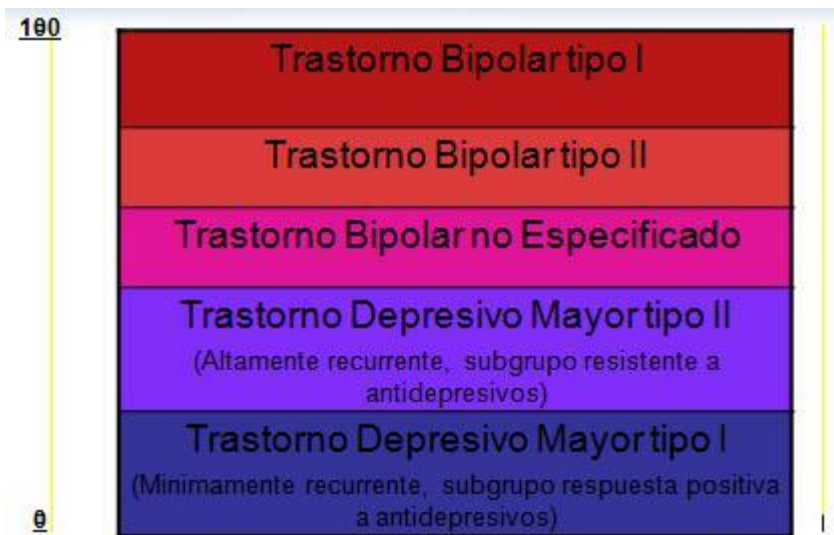 100
Trastorno Bipolar tipo I
Trastorno Bipolar tipo II
Trastorno Bipolar no Especificado
Trastorno Depresivo Mayor tipo II
(Altamente recurrente, subgrupo resistente a
antidepresivos)
Trastorno Depresivo Mayor tipo I
(Minimamente recurrente, subgrupo respuesta positiva
a antidepresivos)
0